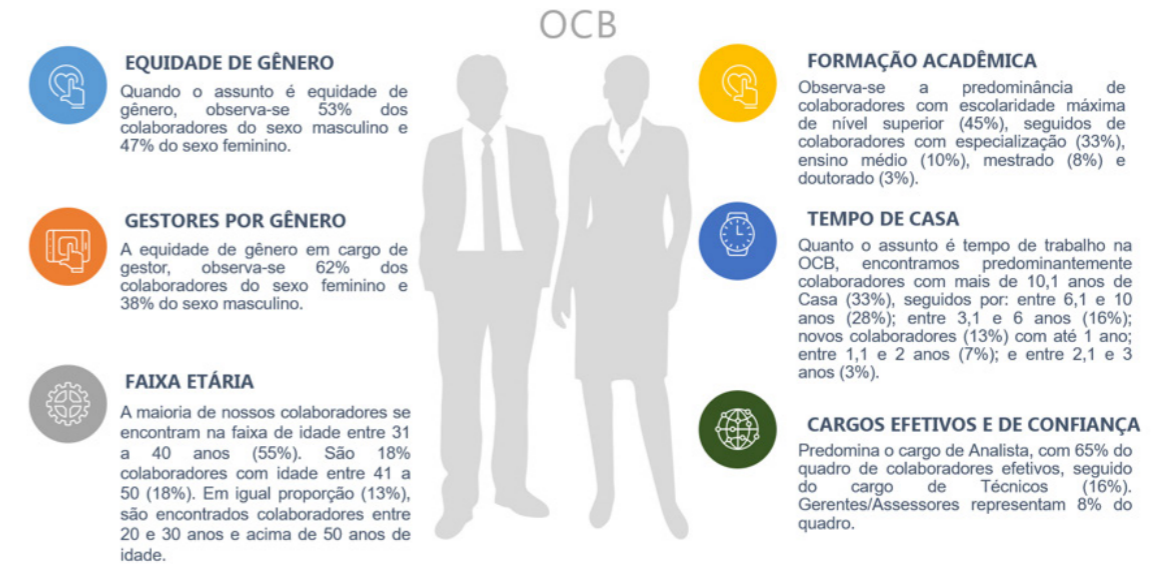 OCB
EQUIDADE DE GÊNERO
Quando o assunto é equidade de
gênero, observa-se 53% dos
colaboradores do sexo masculino e
47% do sexo feminino.
GESTORES POR GÊNERO
A equidade de gênero em cargo de
gestor, observa-se 62% dos
colaboradores do sexo feminino e
38% do sexo masculino.
FAIXA ETÁRIA
A maioria de nossos colaboradores se
encontram na faixa de idade entre 31
a 40 anos (55%). São 18%
colaboradores com idade entre 41 a
50 (18%). Em igual proporção (13%),
são encontrados colaboradores entre
20 e 30 anos e acima de 50 anos de
idade.
FORMAÇÃO ACADÊMICA
Observa-se a predominância de
colaboradores com escolaridade máxima
de nível superior (45%), seguidos de
colaboradores com especialização (33%),
ensino médio (10%), mestrado (8%) e
doutorado (3%).
TEMPO DE CASA
Quanto o assunto é tempo de trabalho na
OCB, encontramos predominantemente
colaboradores com mais de 10,1 anos de
Casa (33%), seguidos por: entre 6,1 e 10
anos (28%); entre 3,1 e 6 anos (16%);
novos colaboradores (13%) com até 1 ano;
entre 1,1 e 2 anos (7%); e entre 2,1 e 3
anos (3%).
CARGOS EFETIVOS E DE CONFIANÇA
Predomina o cargo de Analista, com 65% do
quadro de colaboradores efetivos, seguido
do cargo de Técnicos (16%).
Gerentes/Assessores representam 8% do
quadro.